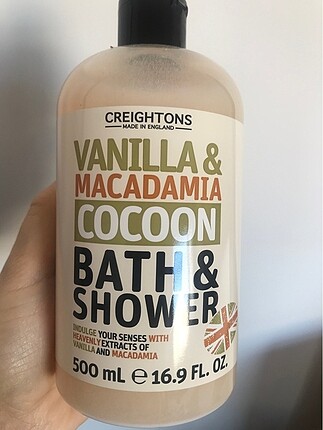 CREIGHTONS
MADE IN ENGLAND
VANILLA &
MACADAMIA
COCOON
BATH &
SHOWER
INDULGE YOUR SENSES WITH
HEAVENLY EXTRACTS OF
VANILLA AND MACADAMIA
500 mL ℮ 16.9 FL. OZ.